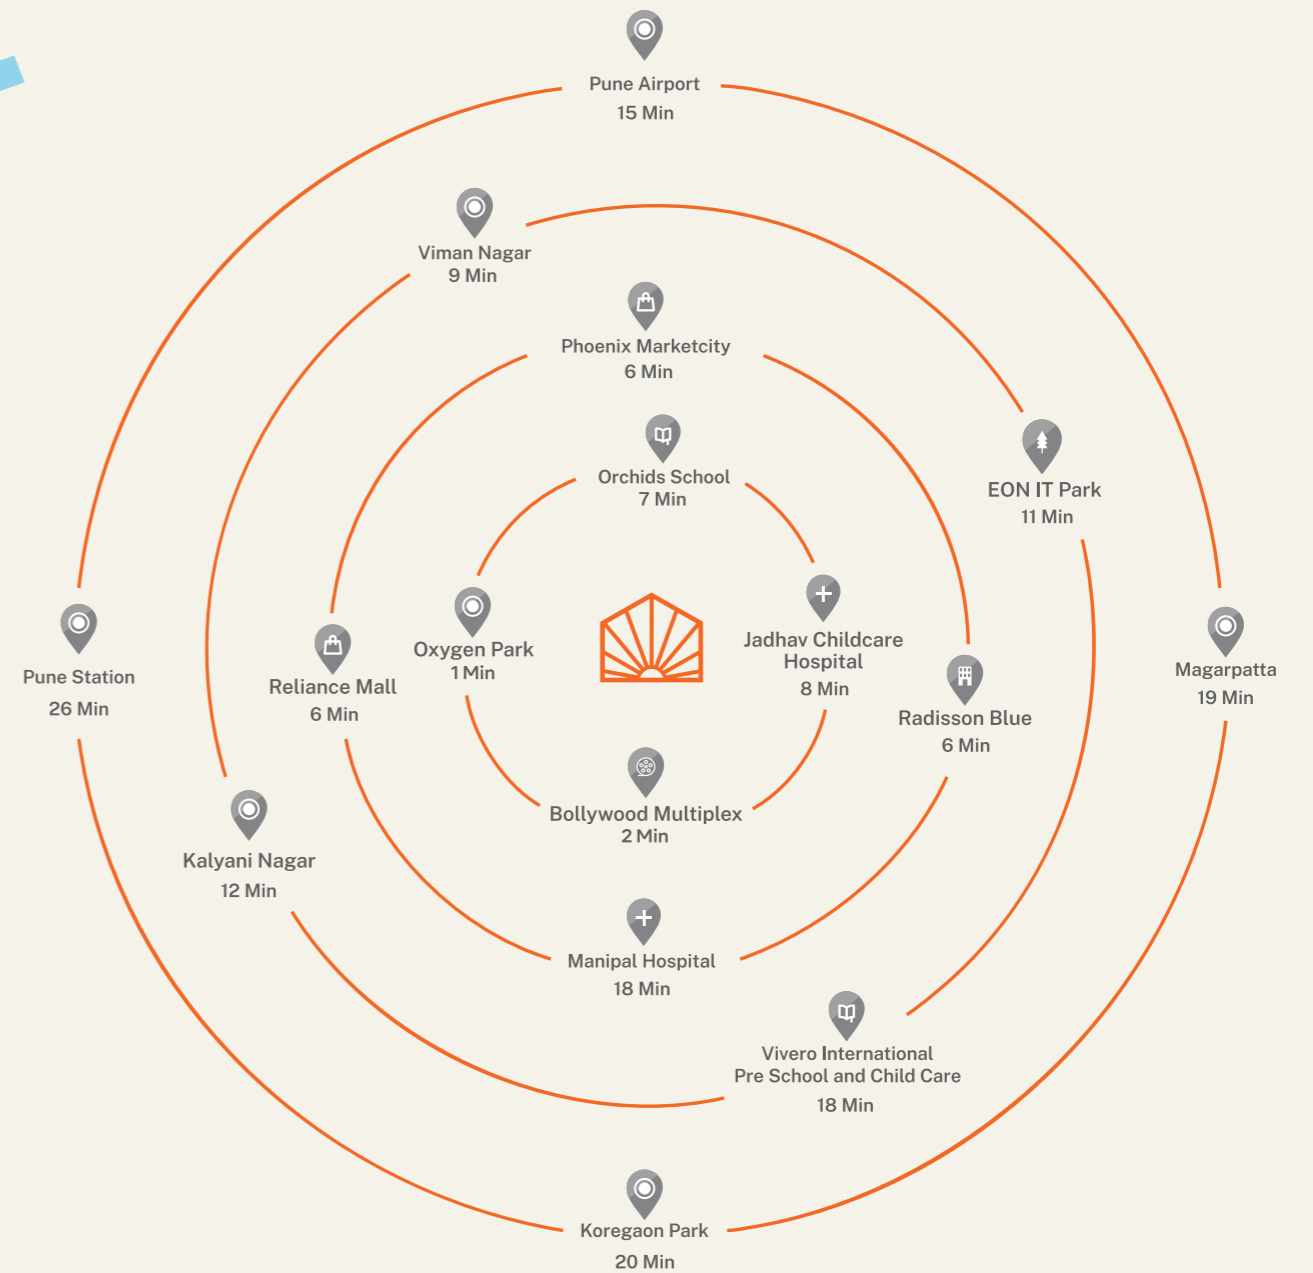 Pune Airport
15 Min
Viman Nagar
9 Min
Phoenix Marketcity
6 Min
Orchids School
7 Min
EON IT Park
11 Min
Oxygen Park
1 Min
Jadhav Childcare
Hospital
8 Min
Pune Station
26 Min
Reliance Mall
6 Min
Radisson Blue
6 Min
Magarpatta
19 Min
Bollywood Multiplex
2 Min
Kalyani Nagar
12 Min
Manipal Hospital
18 Min
Vivero International
Pre School and Child Care
18 Min
Koregaon Park
20 Min